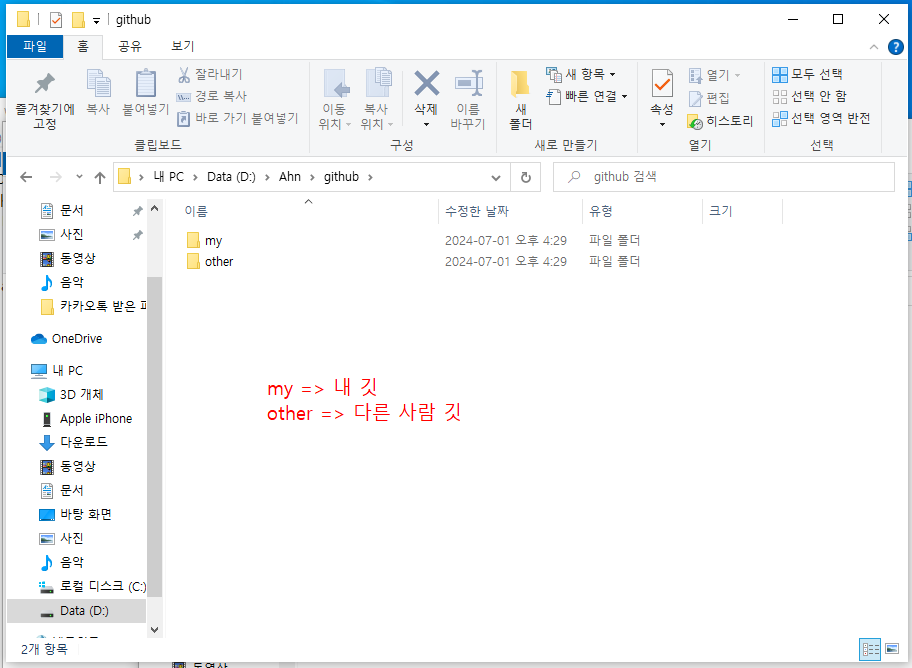 github
파일 홈 공유 보기
즐겨찾기에 고정
복사
붙여넣기
잘라내기
경로 복사
바로 가기 붙여넣기
클립보드
이동 위치
복사 위치
삭제
이름 바꾸기
구성
새 폴더
새 항목
빠른 연결
새로 만들기
속성
열기
편집
히스토리
열기
모두 선택
선택 안 함
선택 영역 반전
선택
내 PC > Data (D:) > Ahn > github >
github 검색
문서
사진
동영상
음악
카카오톡 받은 파
OneDrive
내 PC
3D 개체
Apple iPhone
다운로드
동영상
문서
바탕 화면
사진
음악
로컬 디스크 (C:)
Data (D:)
이름 수정한 날짜 유형 크기
my 2024-07-01 오후 4:29 파일 폴더
other 2024-07-01 오후 4:29 파일 폴더
my => 내 깃
other => 다른 사람 깃
2개 항목
동영상